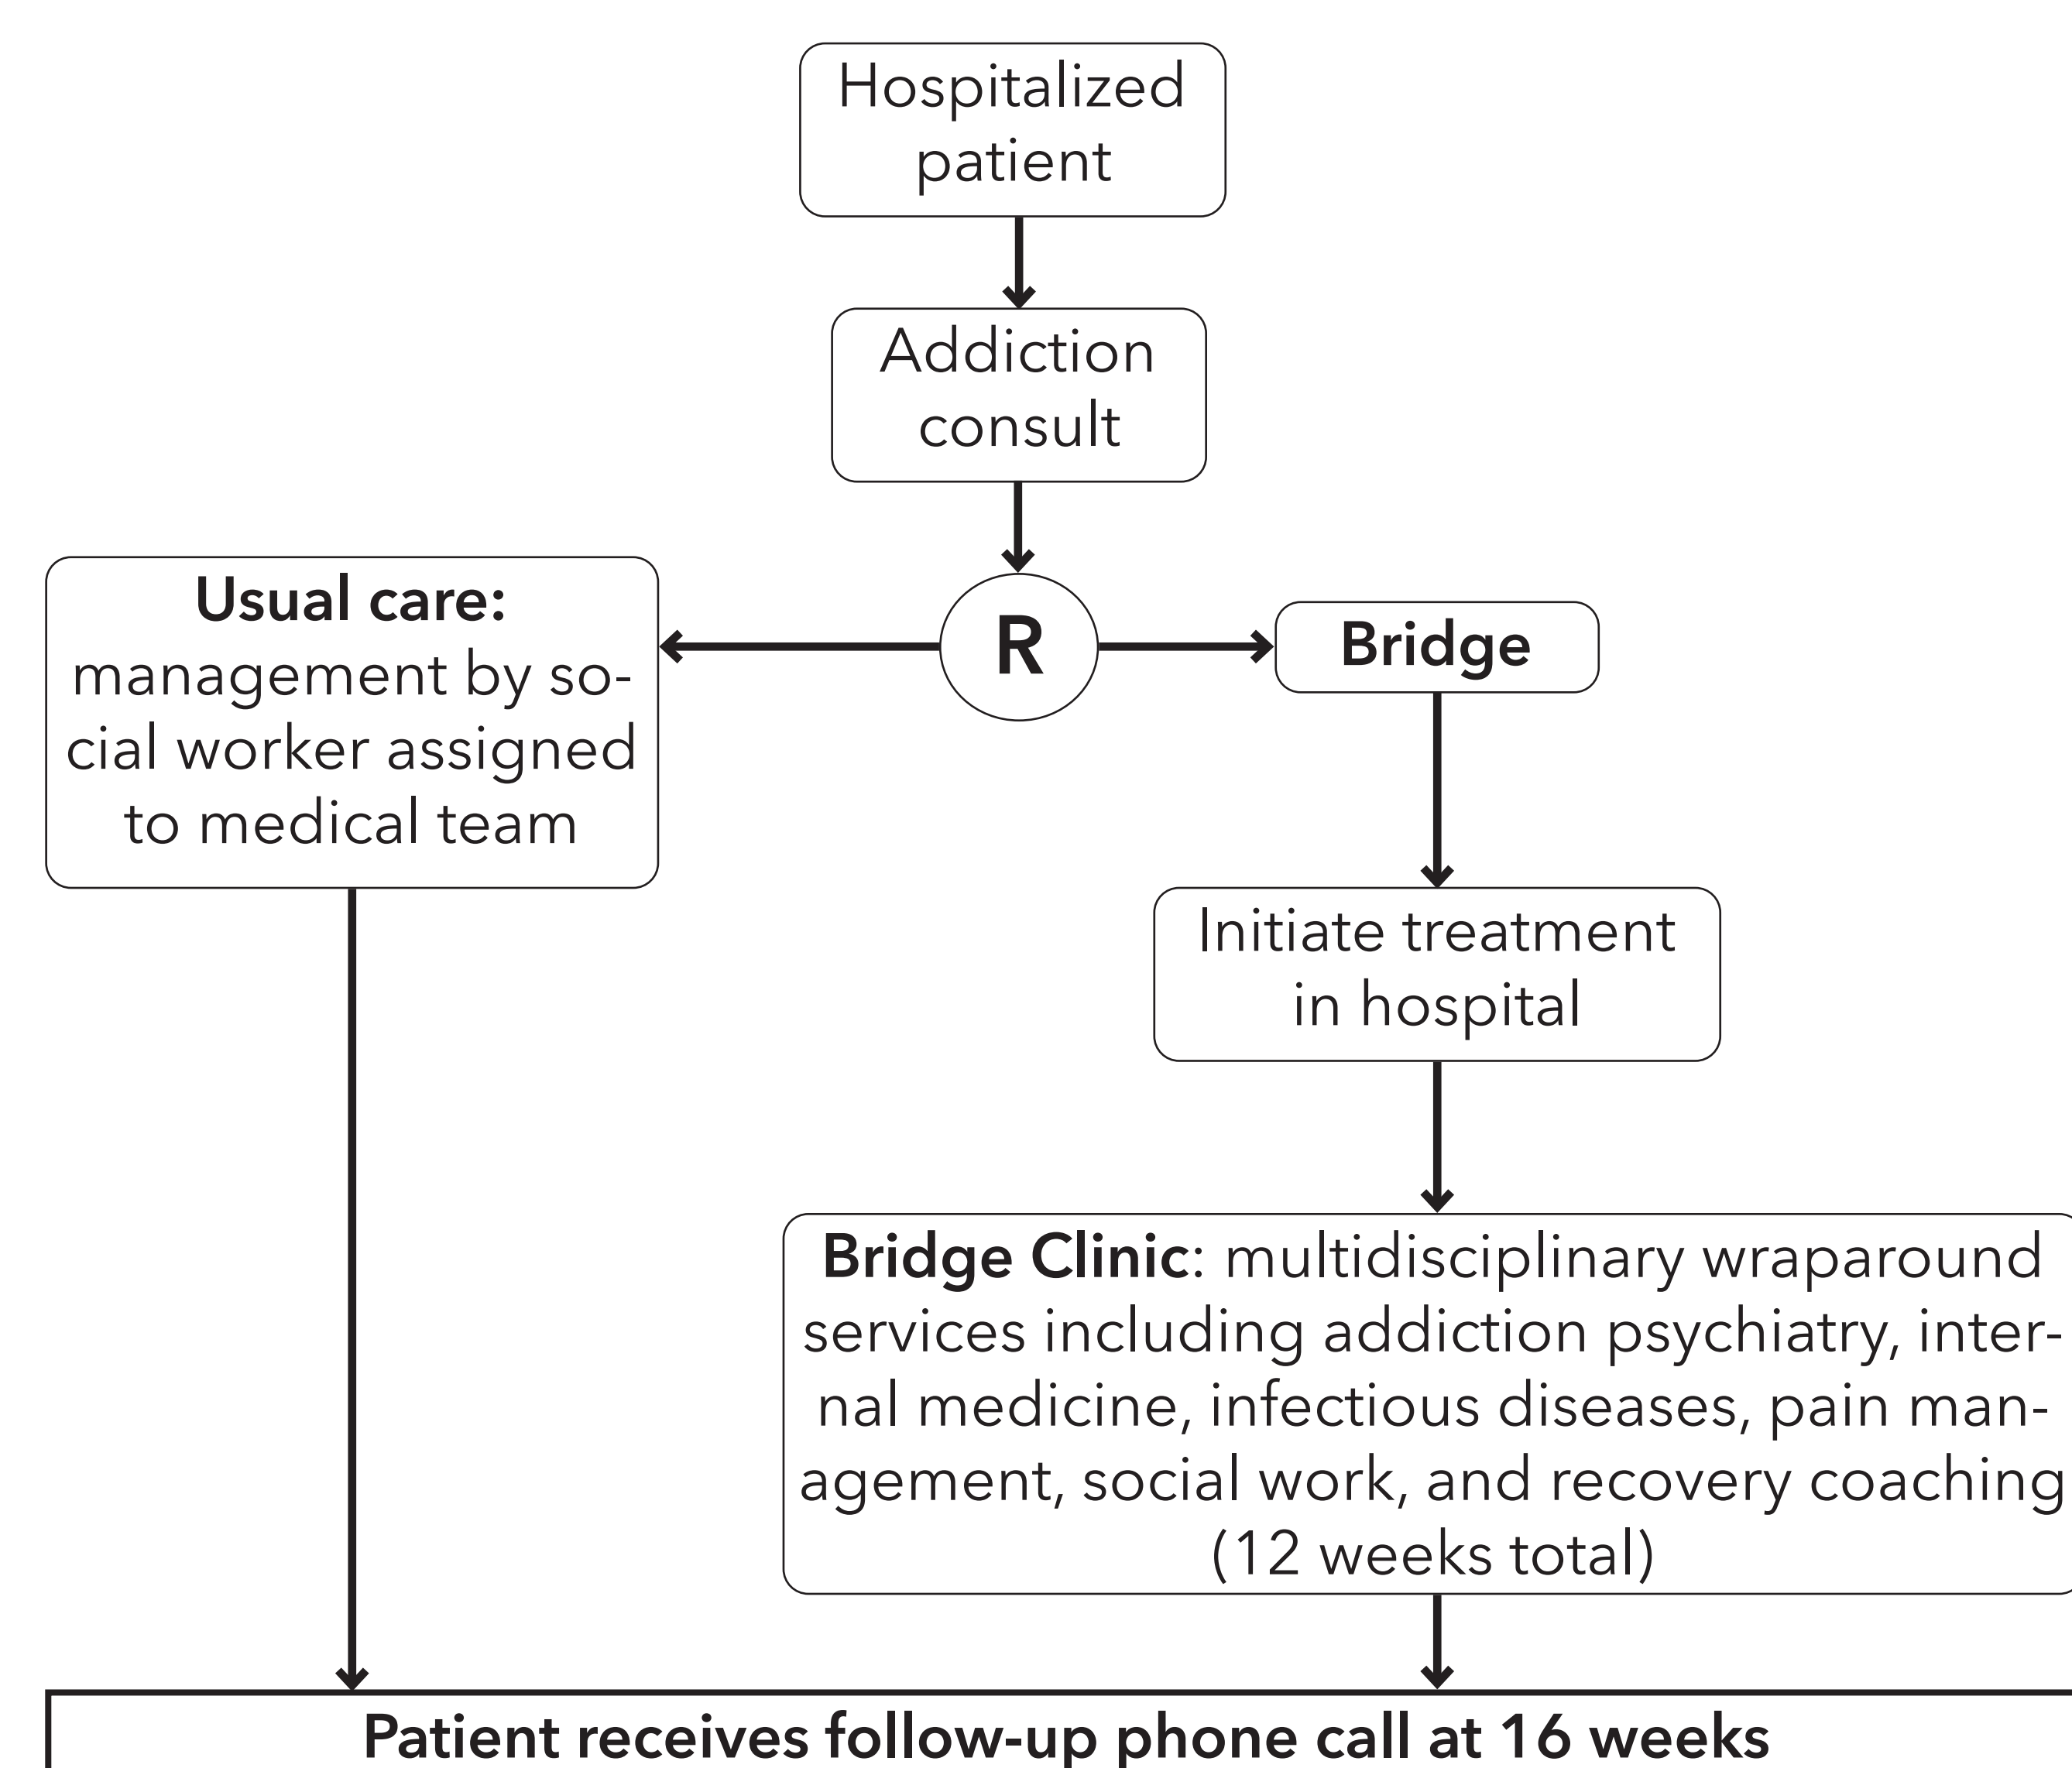 Hospitalized
patient
Addiction
consult
Usual care:
management by so-
cial worker assigned
to medical team
R
Bridge
Initiate treatment
in hospital
Bridge Clinic: multidisciplinary wraparound
services including addiction psychiatry, inter-
nal medicine, infectious diseases, pain man-
agement, social work, and recovery coaching
(12 weeks total)
Patient receives follow-up phone call at 16 weeks